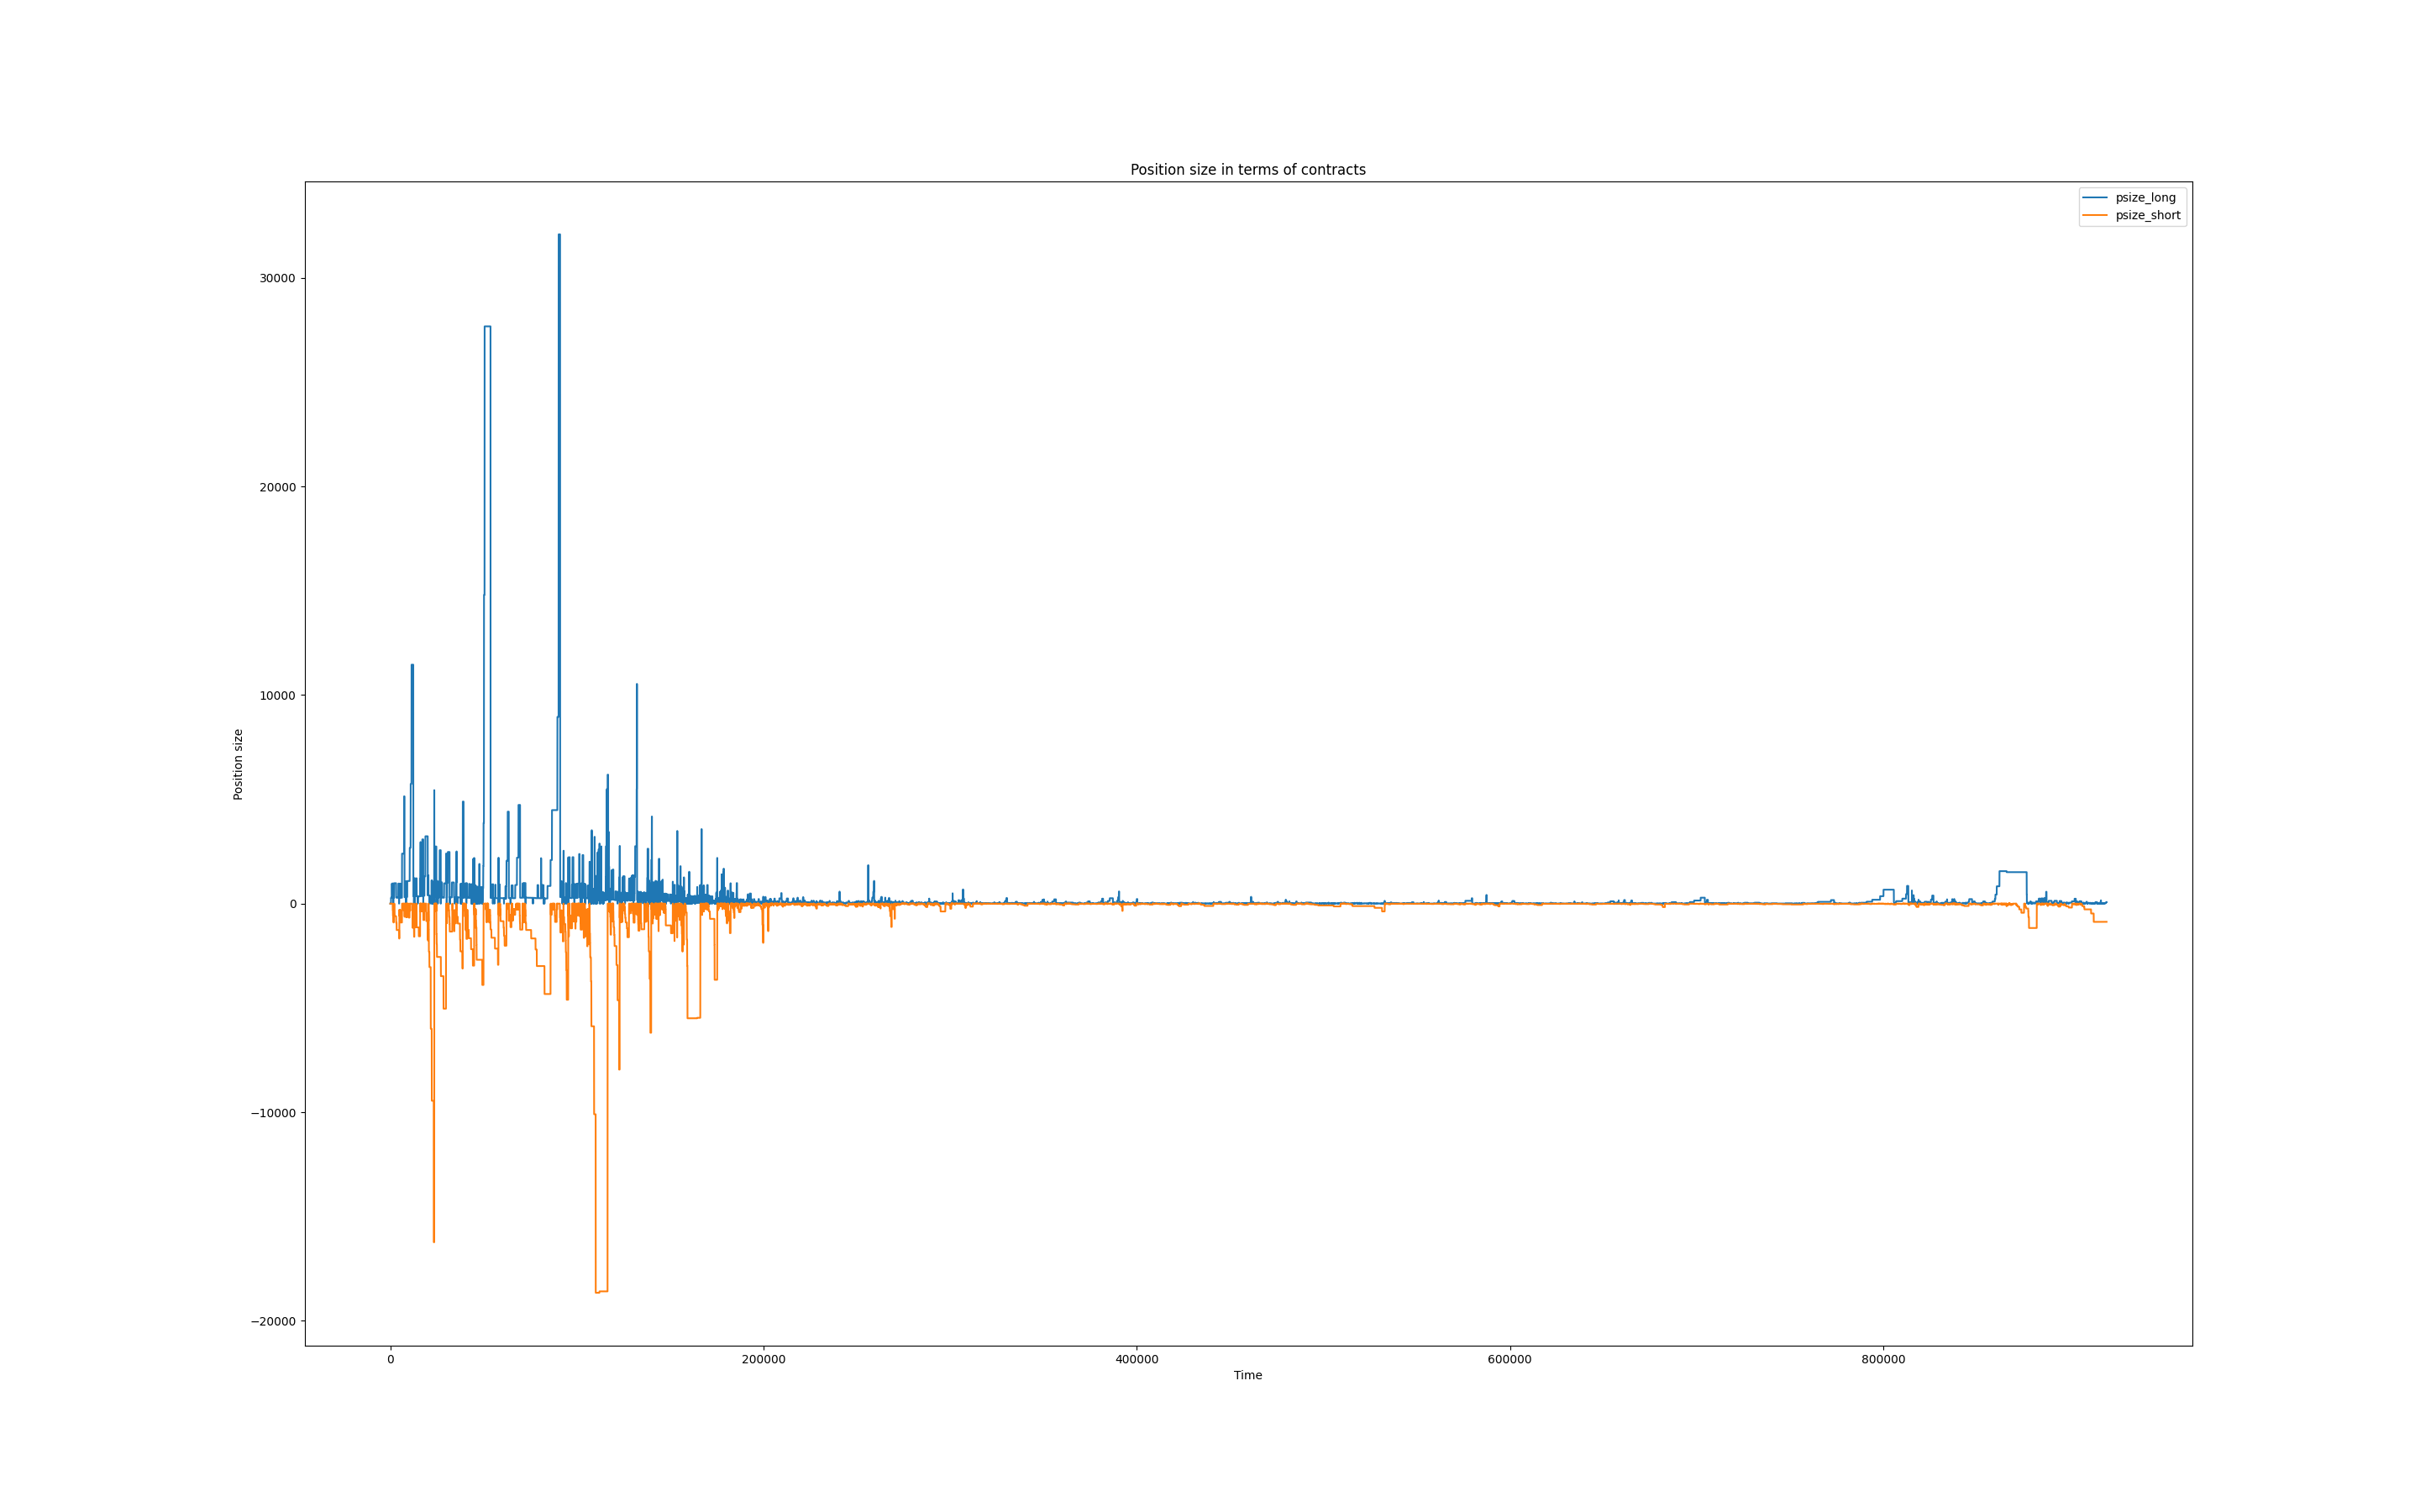 Position size in terms of contracts
psize_long
psize_short
30000
20000
10000
0
−10000
−20000
Position size
0 200000 400000 600000 800000
Time